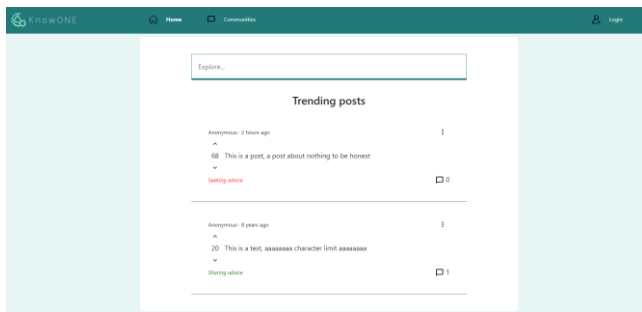 KnowONE
Home
Communities
Login
Explore...
Trending posts
Anonymous · 2 hours ago
68 This is a post, a post about nothing to be honest
Seeking advice
0
Anonymous · 8 years ago
20 This is a test, aaaaaaaa character limit aaaaaaaa
Sharing advice
1